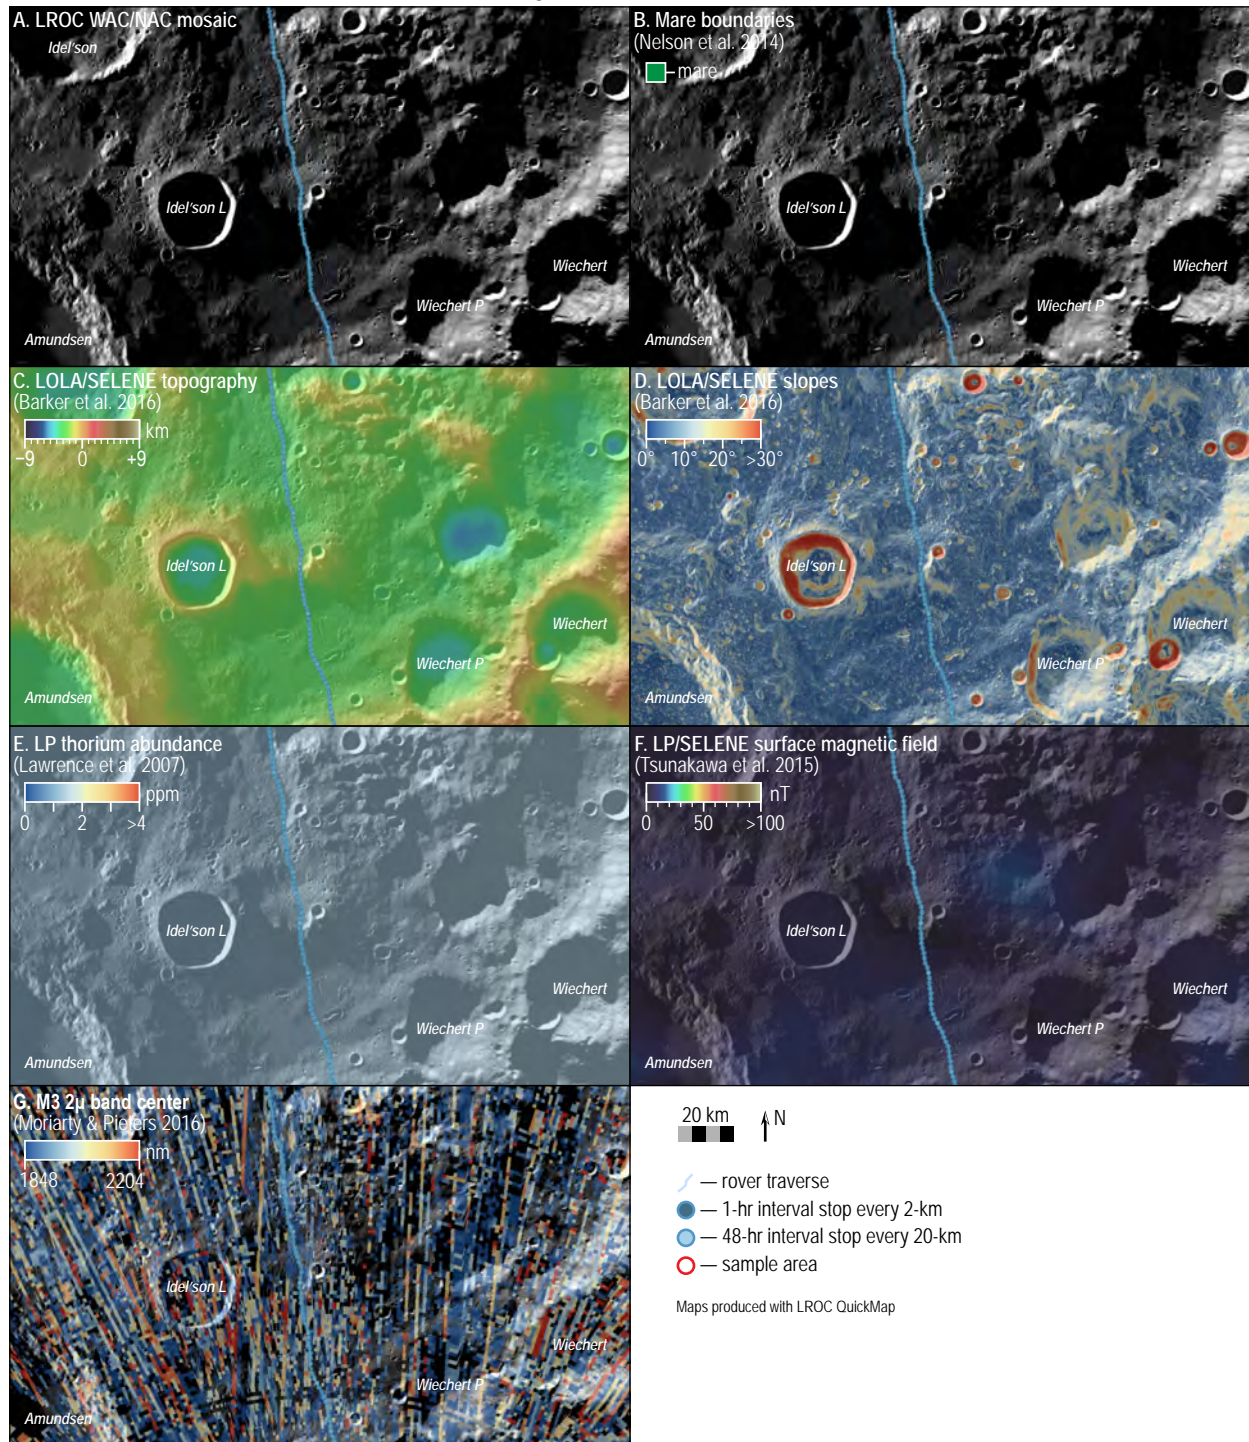 A. LROC WAC/NAC mosaic
Idel'son
Idel'son L
Wiechert
Wiechert P
Amundsen
B. Mare boundaries
(Nelson et al. 2014)
mare
Idel'son L
Wiechert
Wiechert P
Amundsen
C. LOLA/SELENE topography
(Barker et al. 2016)
km
−9 0 +9
Idel'son L
Wiechert
Wiechert P
Amundsen
D. LOLA/SELENE slopes
(Barker et al. 2016)
0° 10° 20° >30°
Idel'son L
Wiechert
Wiechert P
Amundsen
E. LP thorium abundance
(Lawrence et al. 2007)
ppm
0 2 >4
Idel'son L
Wiechert
Wiechert P
Amundsen
F. LP/SELENE surface magnetic field
(Tsunakawa et al. 2015)
nT
0 50 >100
Idel'son L
Wiechert
Wiechert P
Amundsen
G. M3 2µ band center
(Moriarty & Pieters 2016)
nm
1848 2204
Idel'son L
Wiechert
Wiechert P
Amundsen
20 km N
— rover traverse
— 1-hr interval stop every 2-km
— 48-hr interval stop every 20-km
— sample area
Maps produced with LROC QuickMap